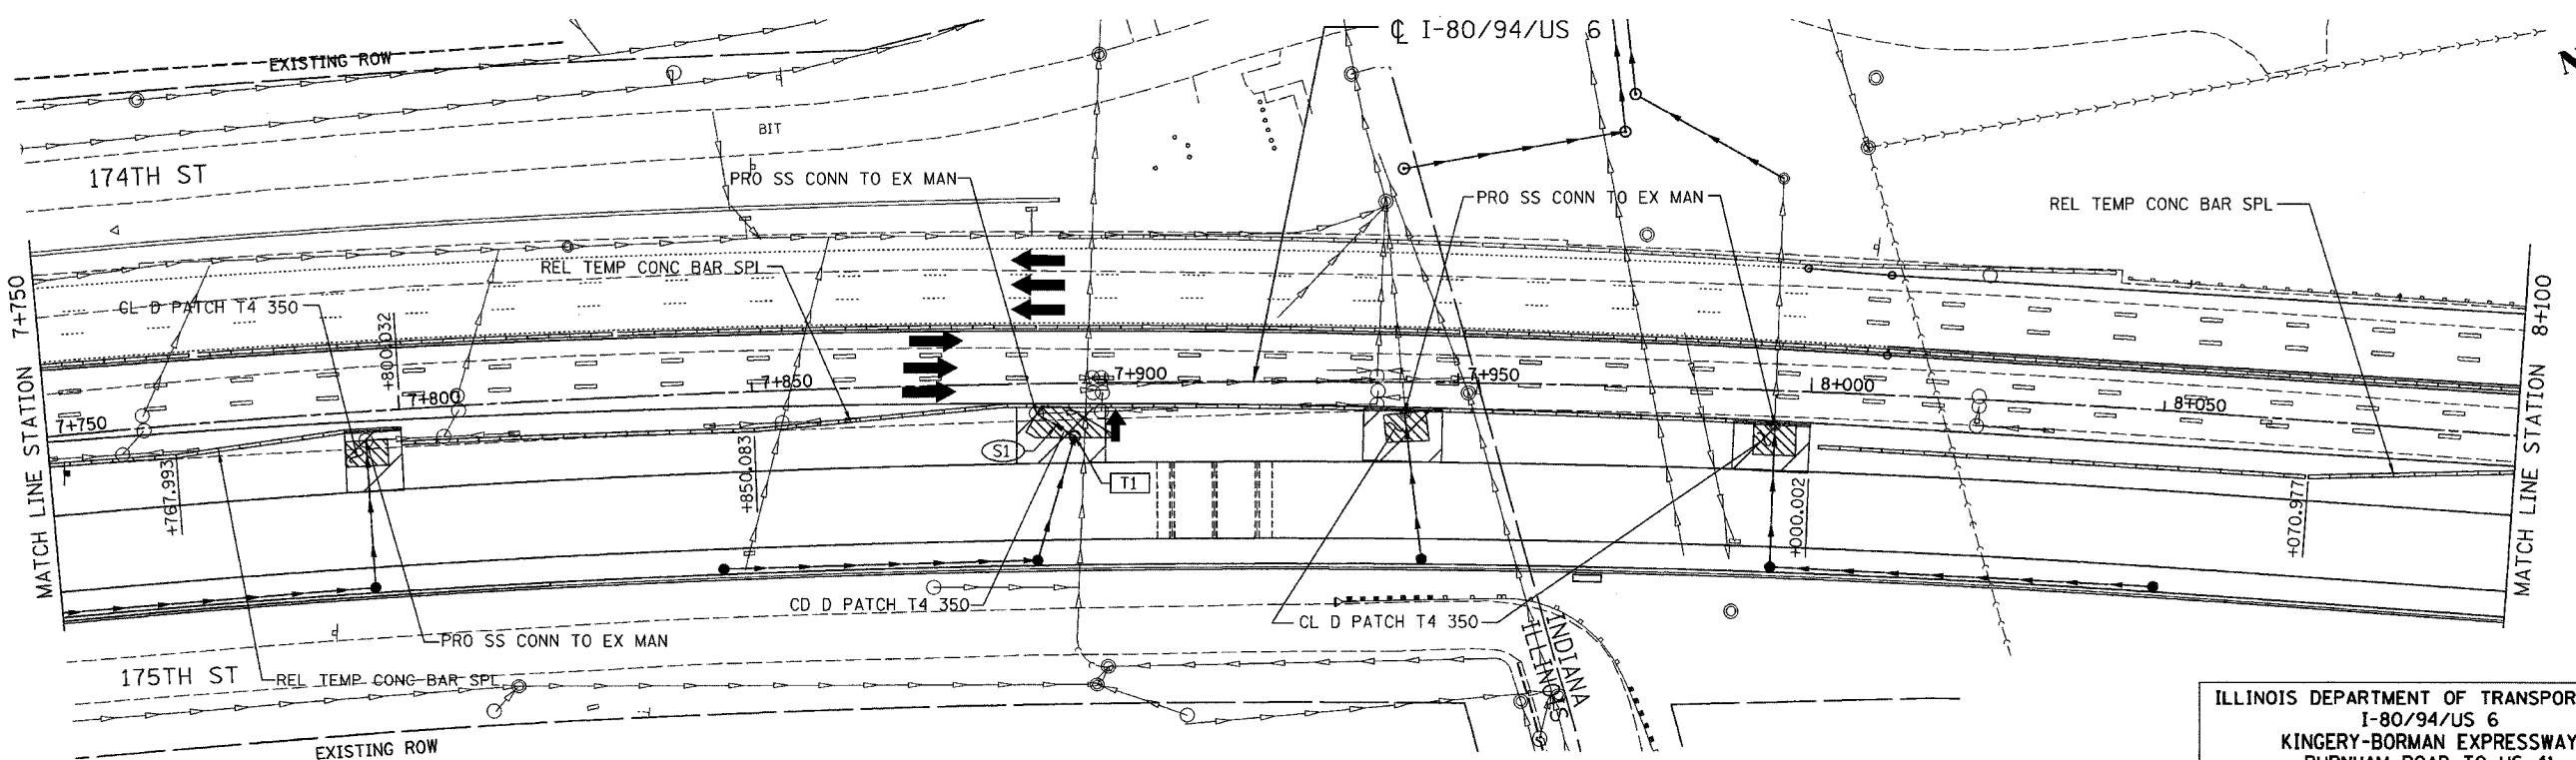 EXISTING ROW
℄ I-80/94/US 6
N
BIT
174TH ST
PRO SS CONN TO EX MAN
PRO SS CONN TO EX MAN
REL TEMP CONC BAR SPL
REL TEMP CONC BAR SPL
CL D PATCH T4 350
MATCH LINE STATION 7+750
MATCH LINE STATION 8+100
+800.032
7+750
7+800
7+850
7+900
7+950
8+000
8+050
+767.993
+850.083
S1
T1
+000.002
+070.977
CD D PATCH T4 350
CL D PATCH T4 350
PRO SS CONN TO EX MAN
175TH ST
REL TEMP CONC BAR SPL
INDIANA
ILLINOIS
EXISTING ROW
ILLINOIS DEPARTMENT OF TRANSPOR
I-80/94/US 6
KINGERY-BORMAN EXPRESSWAY